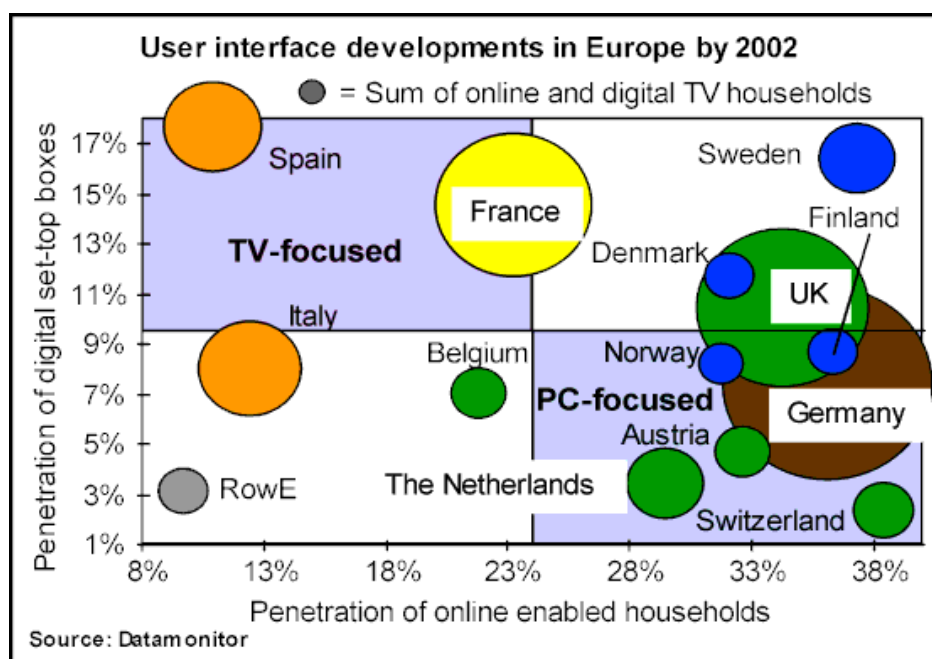 User interface developments in Europe by 2002
= Sum of online and digital TV households
Penetration of digital set-top boxes
17%
15%
13%
11%
9%
7%
5%
3%
1%
Spain
Sweden
France
Finland
TV-focused
Denmark
UK
Italy
Belgium
Norway
PC-focused
Germany
Austria
The Netherlands
RowE
Switzerland
8% 13% 18% 23% 28% 33% 38%
Penetration of online enabled households
Source: Datamonitor